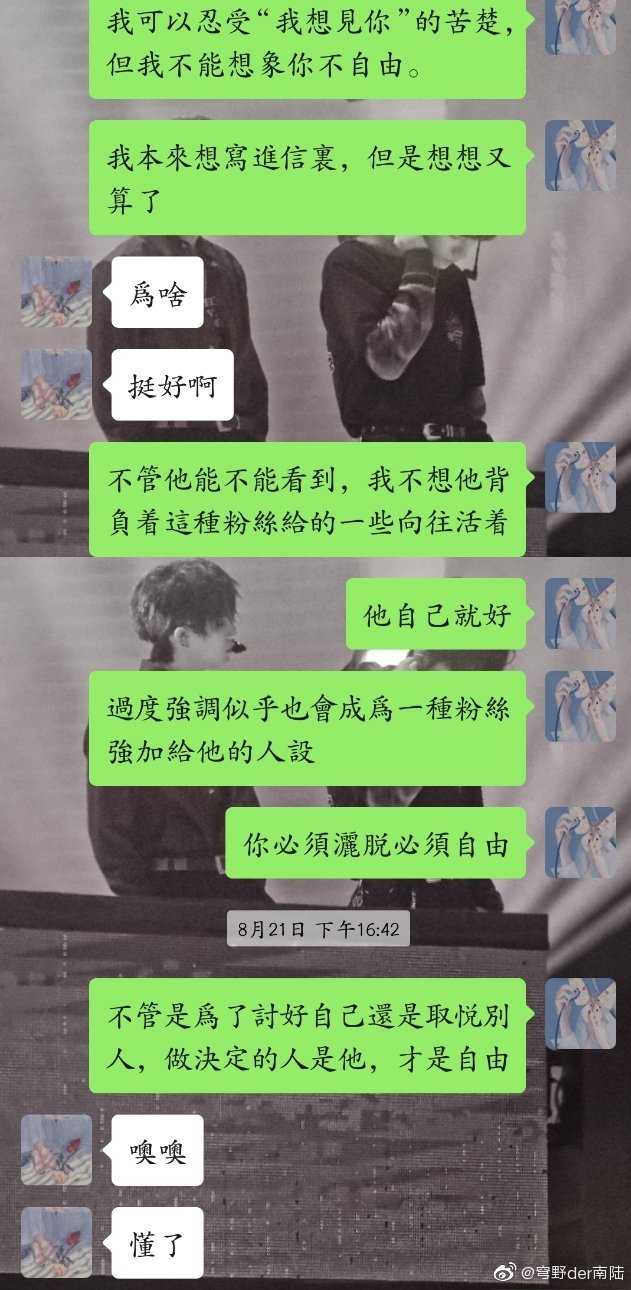 我可以忍受“我想見你”的苦楚，
但我不能想象你不自由。
我本來想寫進信裏，但是想想又
算了
爲啥
挺好啊
不管他能不能看到，我不想他背
負着這種粉絲給的一些向往活着
他自己就好
過度強調似乎也會成爲一種粉絲
強加給他的人設
你必須灑脱必須自由
8月21日 下午16:42
不管是爲了討好自己還是取悦別
人，做決定的人是他，才是自由
噢噢
懂了
@穹野der南陆